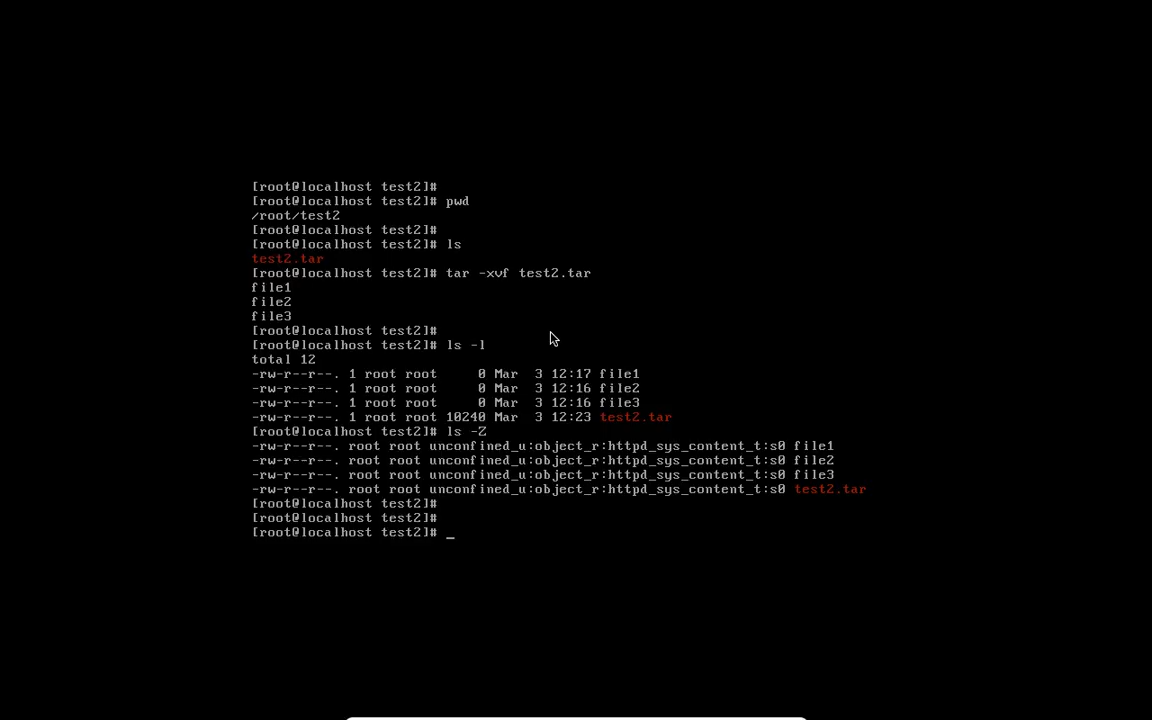 [root@localhost test2]#
[root@localhost test2]# pwd
/root/test2
[root@localhost test2]#
[root@localhost test2]# ls
test2.tar
[root@localhost test2]# tar -xvf test2.tar
file1
file2
file3
[root@localhost test2]#
[root@localhost test2]# ls -l
total 12
-rw-r--r--. 1 root root     0 Mar  3 12:17 file1
-rw-r--r--. 1 root root     0 Mar  3 12:16 file2
-rw-r--r--. 1 root root     0 Mar  3 12:16 file3
-rw-r--r--. 1 root root 10240 Mar  3 12:23 test2.tar
[root@localhost test2]# ls -Z
-rw-r--r--. root root unconfined_u:object_r:httpd_sys_content_t:s0 file1
-rw-r--r--. root root unconfined_u:object_r:httpd_sys_content_t:s0 file2
-rw-r--r--. root root unconfined_u:object_r:httpd_sys_content_t:s0 file3
-rw-r--r--. root root unconfined_u:object_r:httpd_sys_content_t:s0 test2.tar
[root@localhost test2]#
[root@localhost test2]#
[root@localhost test2]# _